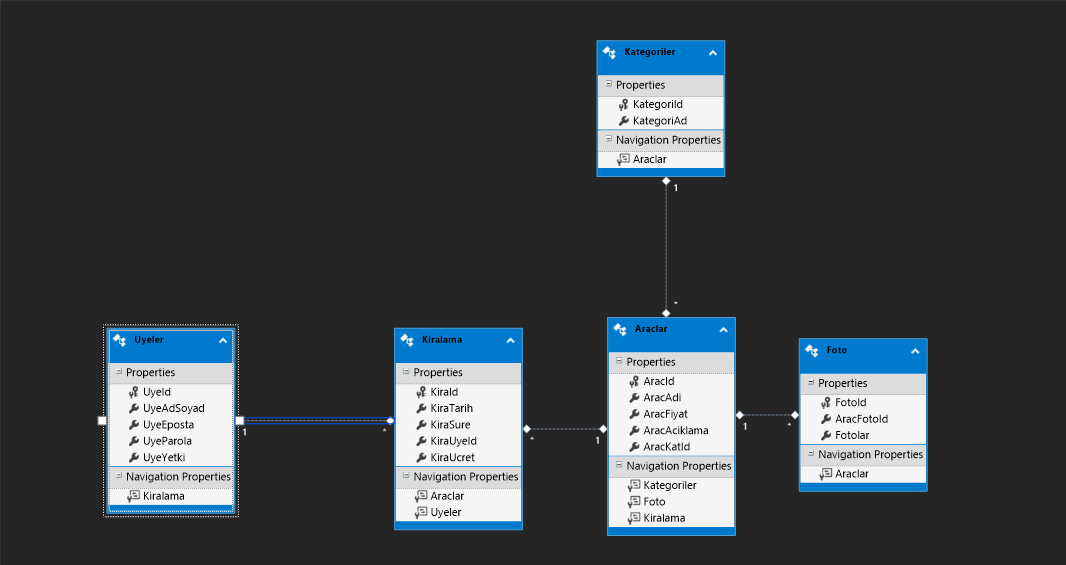 Kategoriler
Properties
KategoriId
KategoriAd
Navigation Properties
Araclar
1
*
Uyeler
Properties
UyeId
UyeAdSoyad
UyeEposta
UyeParola
UyeYetki
Navigation Properties
Kiralama
1
*
Kiralama
Properties
KiraId
KiraTarih
KiraSure
KiraUyeId
KiraUcret
Navigation Properties
Araclar
Uyeler
*
1
Araclar
Properties
AracId
AracAdi
AracFiyat
AracAciklama
AracKatId
Navigation Properties
Kategoriler
Foto
Kiralama
1
*
Foto
Properties
FotoId
AracFotoId
Fotolar
Navigation Properties
Araclar